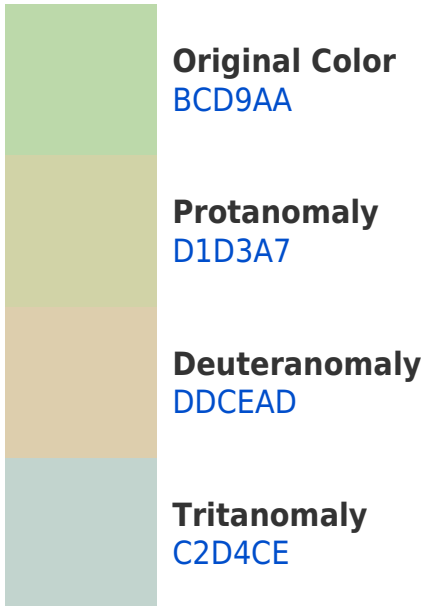 Original Color
BCD9AA
Protanomaly
D1D3A7
Deuteranomaly
DDCEAD
Tritanomaly
C2D4CE